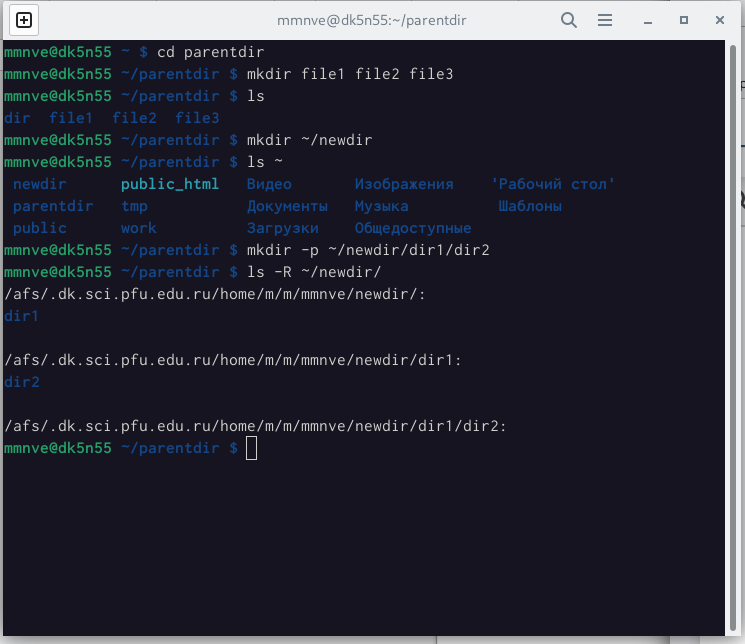 mmnve@dk5n55:~/parentdir
mmnve@dk5n55 ~ $ cd parentdir
mmnve@dk5n55 ~/parentdir $ mkdir file1 file2 file3
mmnve@dk5n55 ~/parentdir $ ls
dir  file1  file2  file3
mmnve@dk5n55 ~/parentdir $ mkdir ~/newdir
mmnve@dk5n55 ~/parentdir $ ls ~
 newdir      public_html   Видео       Изображения    'Рабочий стол'
 parentdir   tmp           Документы   Музыка          Шаблоны
 public      work          Загрузки    Общедоступные
mmnve@dk5n55 ~/parentdir $ mkdir -p ~/newdir/dir1/dir2
mmnve@dk5n55 ~/parentdir $ ls -R ~/newdir/
/afs/.dk.sci.pfu.edu.ru/home/m/m/mmnve/newdir/:
dir1
/afs/.dk.sci.pfu.edu.ru/home/m/m/mmnve/newdir/dir1:
dir2
/afs/.dk.sci.pfu.edu.ru/home/m/m/mmnve/newdir/dir1/dir2:
mmnve@dk5n55 ~/parentdir $